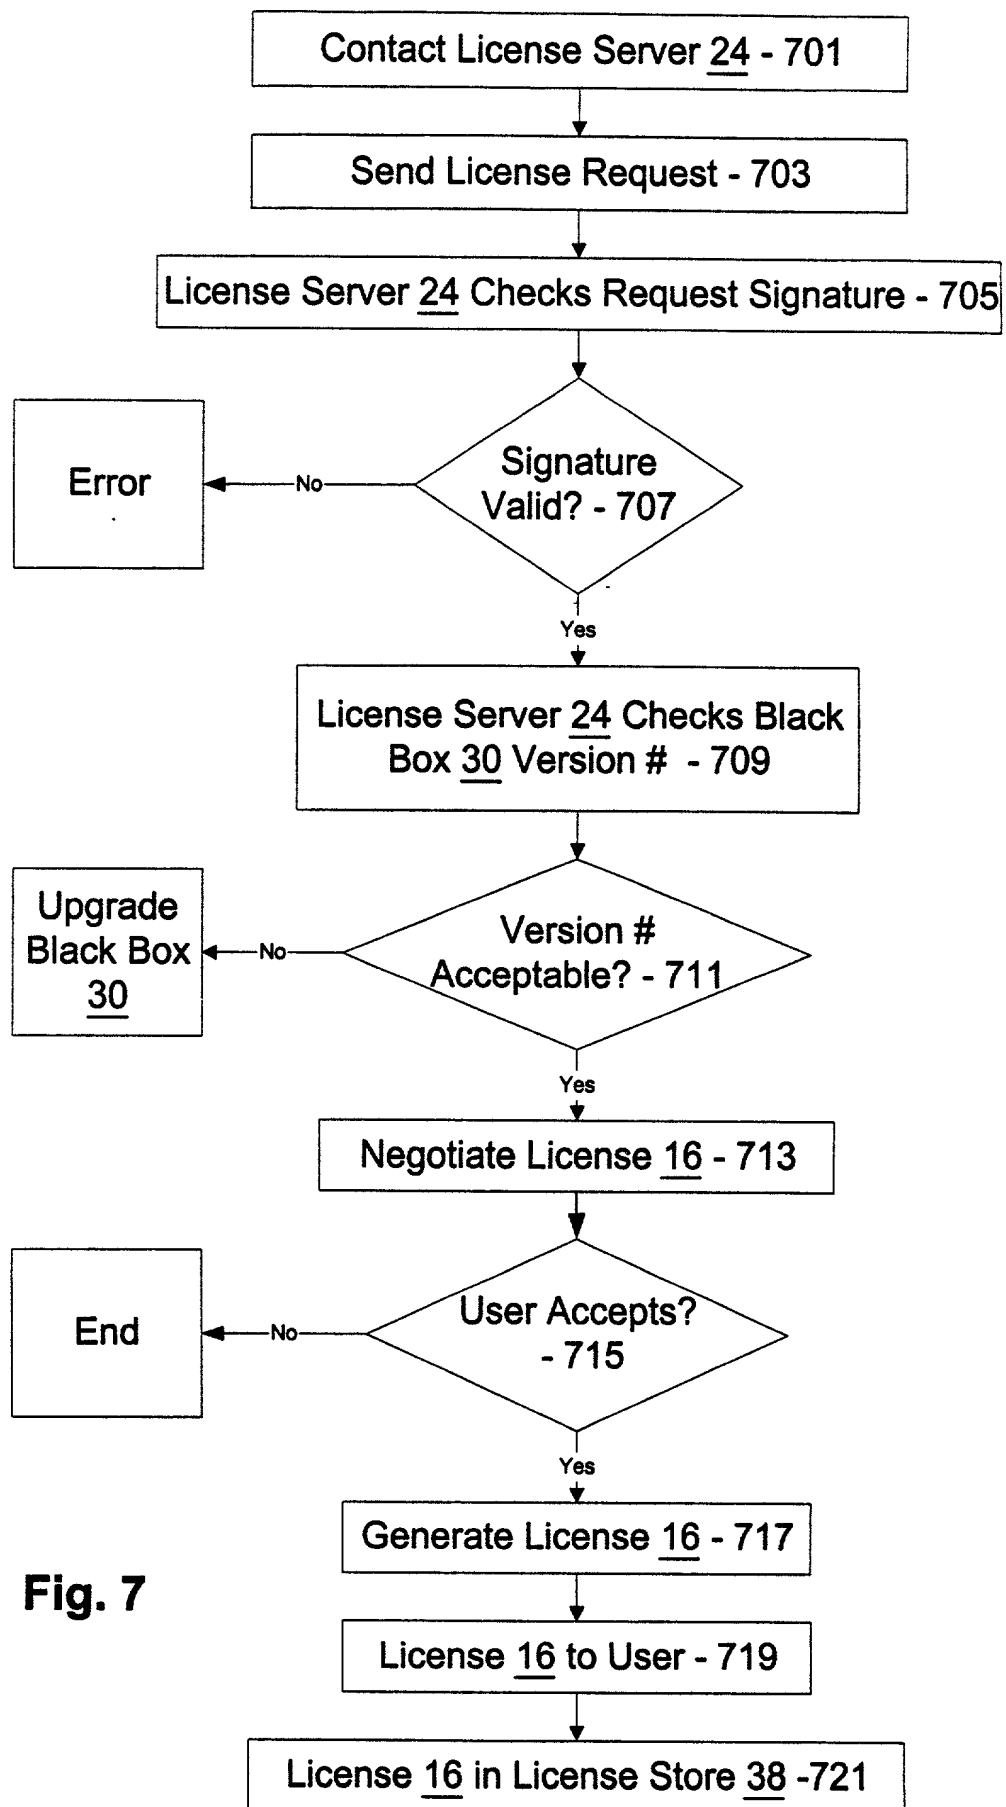 Contact License Server 24 - 701
Send License Request - 703
License Server 24 Checks Request Signature - 705
Signature
Valid? - 707
No
Error
Yes
License Server 24 Checks Black
Box 30 Version # - 709
Version #
Acceptable? - 711
No
Upgrade
Black Box
30
Yes
Negotiate License 16 - 713
User Accepts?
- 715
No
End
Yes
Generate License 16 - 717
Fig. 7
License 16 to User - 719
License 16 in License Store 38 -721